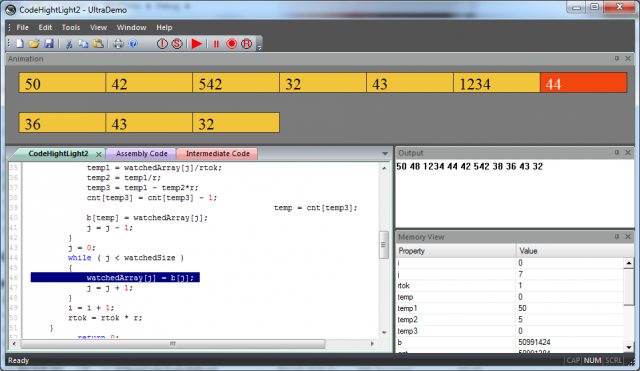 CodeHightLight2 - UltraDemo
File Edit Tools View Window Help
Animation
50 42 542 32 43 1234 44
36 43 32
CodeHightLight2 Assembly Code Intermediate Code
35 temp1 = watchedArray[j]/rtok;
36 temp2 = temp1/r;
37 temp3 = temp1 - temp2*r;
38 cnt[temp3] = cnt[temp3] - 1;
39 temp = cnt[temp3];
40 b[temp] = watchedArray[j];
41 j = j - 1;
42 }
43 j = 0;
44 while ( j < watchedSize )
45 {
46 watchedArray[j] = b[j];
47 j = j + 1;
48 }
49 i = i + 1;
50 rtok = rtok * r;
51 }
return 0;
Output
50 48 1234 44 42 542 38 36 43 32
Memory View
Property Value
i 0
j 7
rtok 1
temp 0
temp1 50
temp2 5
temp3 0
b 50991424
Ready
CAP NUM SCRL